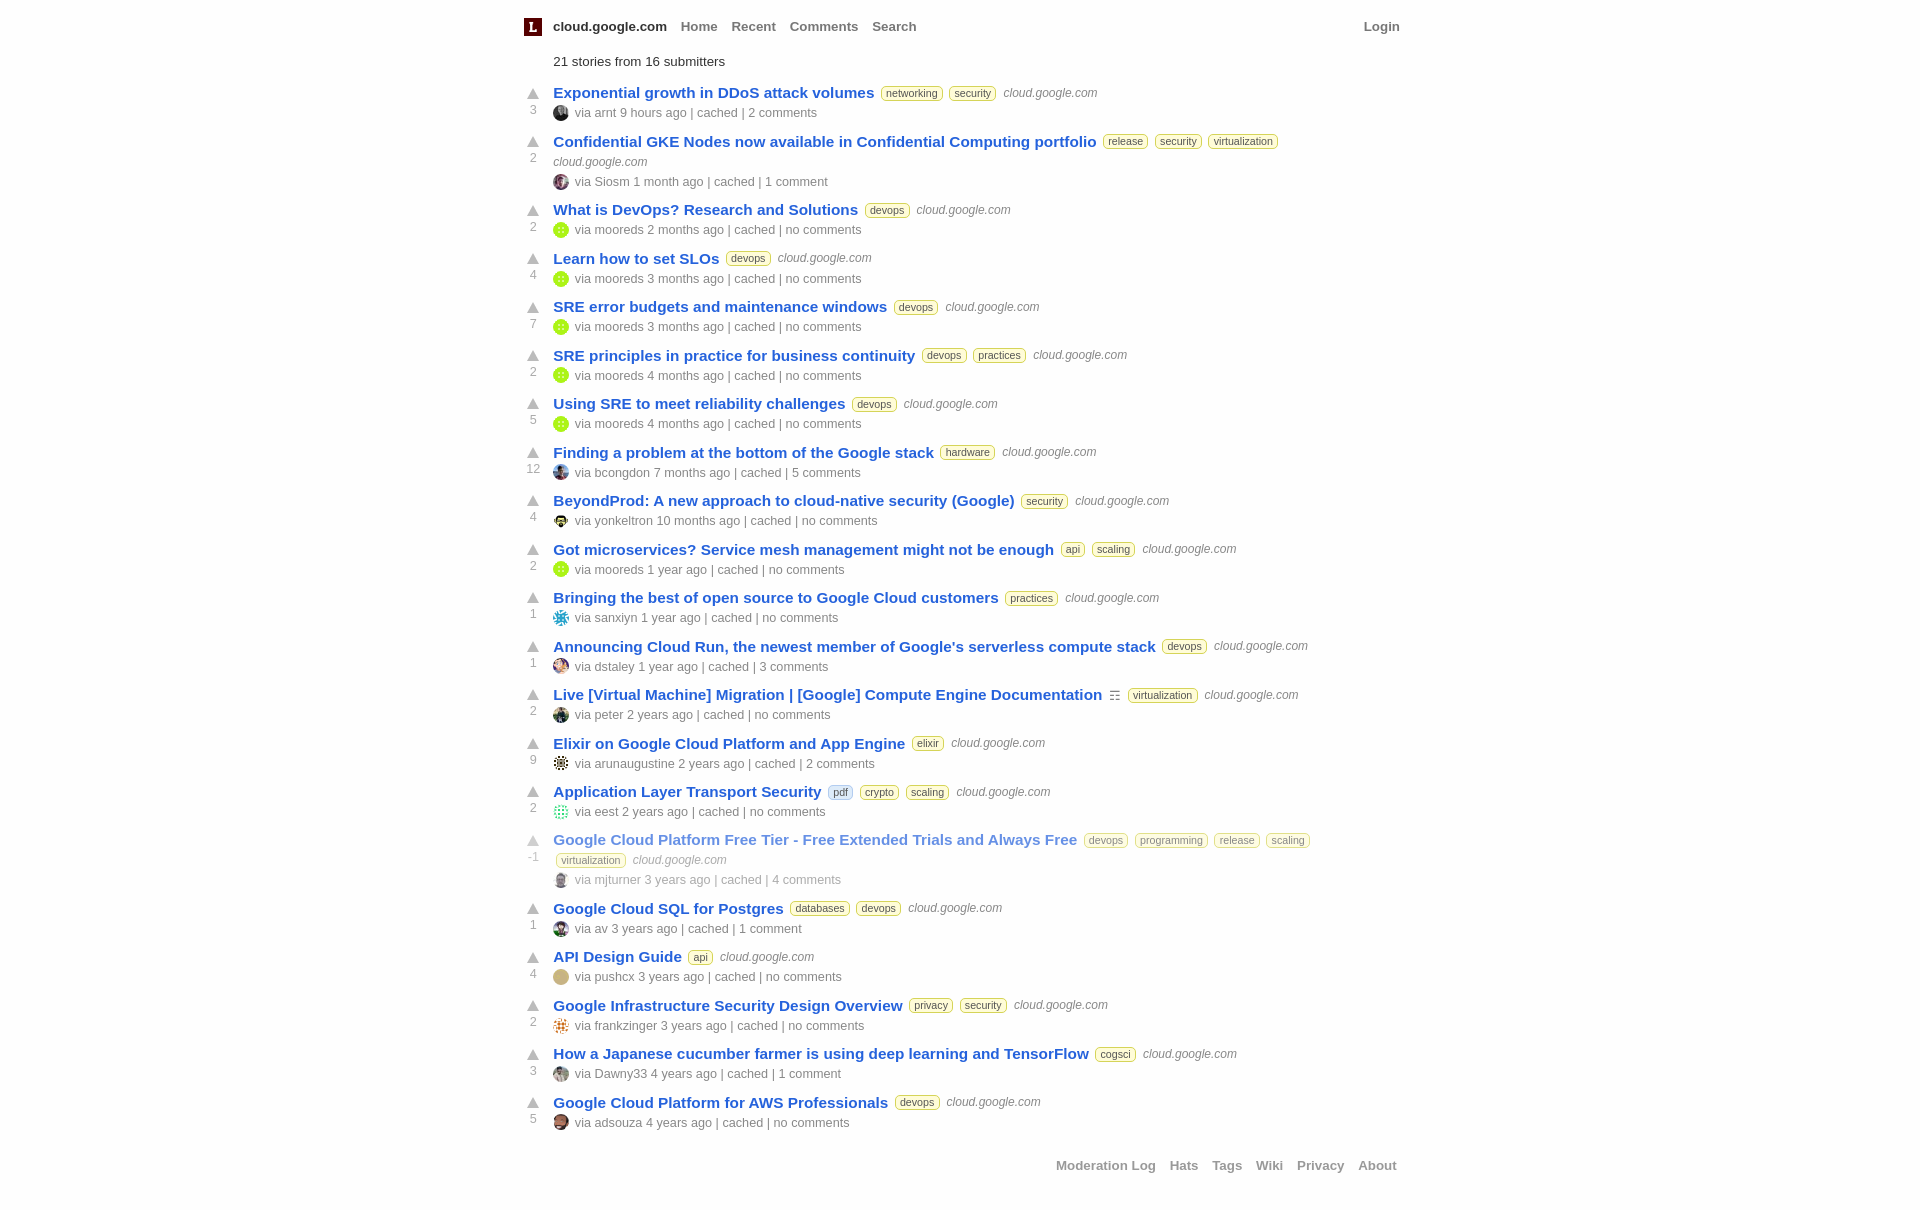 L cloud.google.com Home Recent Comments Search Login
21 stories from 16 submitters
Exponential growth in DDoS attack volumes networking security cloud.google.com
3 via arnt 9 hours ago | cached | 2 comments
Confidential GKE Nodes now available in Confidential Computing portfolio release security virtualization
2 cloud.google.com
via Siosm 1 month ago | cached | 1 comment
What is DevOps? Research and Solutions devops cloud.google.com
2 via mooreds 2 months ago | cached | no comments
Learn how to set SLOs devops cloud.google.com
4 via mooreds 3 months ago | cached | no comments
SRE error budgets and maintenance windows devops cloud.google.com
7 via mooreds 3 months ago | cached | no comments
SRE principles in practice for business continuity devops practices cloud.google.com
2 via mooreds 4 months ago | cached | no comments
Using SRE to meet reliability challenges devops cloud.google.com
5 via mooreds 4 months ago | cached | no comments
Finding a problem at the bottom of the Google stack hardware cloud.google.com
12 via bcongdon 7 months ago | cached | 5 comments
BeyondProd: A new approach to cloud-native security (Google) security cloud.google.com
4 via yonkeltron 10 months ago | cached | no comments
Got microservices? Service mesh management might not be enough api scaling cloud.google.com
2 via mooreds 1 year ago | cached | no comments
Bringing the best of open source to Google Cloud customers practices cloud.google.com
1 via sanxiyn 1 year ago | cached | no comments
Announcing Cloud Run, the newest member of Google's serverless compute stack devops cloud.google.com
1 via dstaley 1 year ago | cached | 3 comments
Live [Virtual Machine] Migration | [Google] Compute Engine Documentation ☶ virtualization cloud.google.com
2 via peter 2 years ago | cached | no comments
Elixir on Google Cloud Platform and App Engine elixir cloud.google.com
9 via arunaugustine 2 years ago | cached | 2 comments
Application Layer Transport Security pdf crypto scaling cloud.google.com
2 via eest 2 years ago | cached | no comments
Google Cloud Platform Free Tier - Free Extended Trials and Always Free devops programming release scaling
-1 virtualization cloud.google.com
via mjturner 3 years ago | cached | 4 comments
Google Cloud SQL for Postgres databases devops cloud.google.com
1 via av 3 years ago | cached | 1 comment
API Design Guide api cloud.google.com
4 via pushcx 3 years ago | cached | no comments
Google Infrastructure Security Design Overview privacy security cloud.google.com
2 via frankzinger 3 years ago | cached | no comments
How a Japanese cucumber farmer is using deep learning and TensorFlow cogsci cloud.google.com
3 via Dawny33 4 years ago | cached | 1 comment
Google Cloud Platform for AWS Professionals devops cloud.google.com
5 via adsouza 4 years ago | cached | no comments
Moderation Log Hats Tags Wiki Privacy About